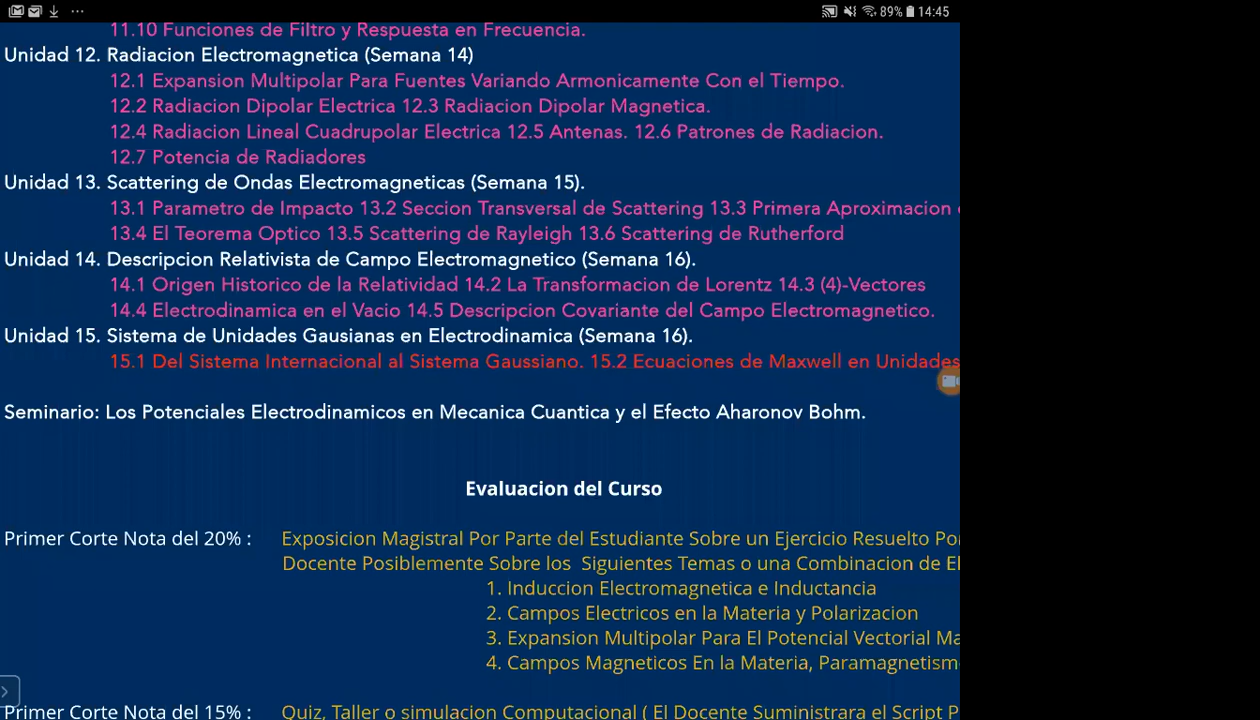 89% 14:45
11.10 Funciones de Filtro y Respuesta en Frecuencia.
Unidad 12. Radiacion Electromagnetica (Semana 14)
12.1 Expansion Multipolar Para Fuentes Variando Armonicamente Con el Tiempo.
12.2 Radiacion Dipolar Electrica 12.3 Radiacion Dipolar Magnetica.
12.4 Radiacion Lineal Cuadrupolar Electrica 12.5 Antenas. 12.6 Patrones de Radiacion.
12.7 Potencia de Radiadores
Unidad 13. Scattering de Ondas Electromagneticas (Semana 15).
13.1 Parametro de Impacto 13.2 Seccion Transversal de Scattering 13.3 Primera Aproximacion
13.4 El Teorema Optico 13.5 Scattering de Rayleigh 13.6 Scattering de Rutherford
Unidad 14. Descripcion Relativista de Campo Electromagnetico (Semana 16).
14.1 Origen Historico de la Relatividad 14.2 La Transformacion de Lorentz 14.3 (4)-Vectores
14.4 Electrodinamica en el Vacio 14.5 Descripcion Covariante del Campo Electromagnetico.
Unidad 15. Sistema de Unidades Gausianas en Electrodinamica (Semana 16).
15.1 Del Sistema Internacional al Sistema Gaussiano. 15.2 Ecuaciones de Maxwell en Unidades
Seminario: Los Potenciales Electrodinamicos en Mecanica Cuantica y el Efecto Aharonov Bohm.
Evaluacion del Curso
Primer Corte Nota del 20% : Exposicion Magistral Por Parte del Estudiante Sobre un Ejercicio Resuelto Po
Docente Posiblemente Sobre los Siguientes Temas o una Combinacion de El
1. Induccion Electromagnetica e Inductancia
2. Campos Electricos en la Materia y Polarizacion
3. Expansion Multipolar Para El Potencial Vectorial Ma
4. Campos Magneticos En la Materia, Paramagnetism
Primer Corte Nota del 15% : Quiz, Taller o simulacion Computacional ( El Docente Suministrara el Script P